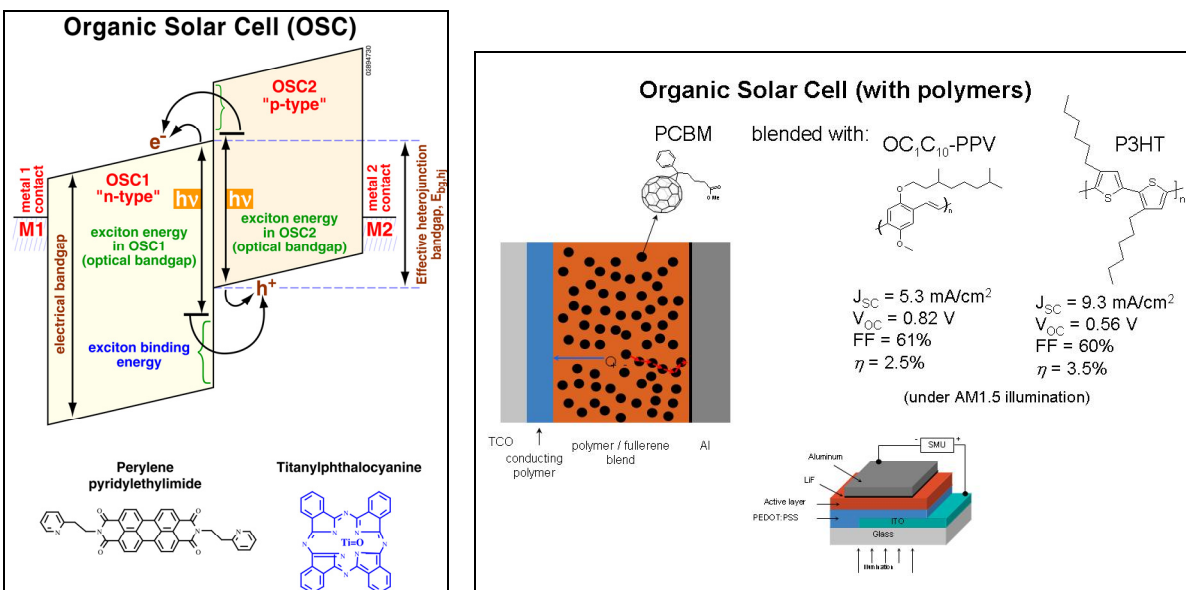 Organic Solar Cell (OSC)
02894730
OSC2
"p-type"
e-
metal 1
contact
OSC1
"n-type"
hν
hν
metal 2
contact
M1
M2
exciton energy
in OSC1
(optical bandgap)
exciton energy
in OSC2
(optical bandgap)
Effective heterojunction
bandgap, Ebg,hj
electrical bandgap
h+
exciton binding
energy
Perylene
pyridylethylimide
N
O
O
N
N
O
O
N
Titanylphthalocyanine
N
N
N
N
Ti=O
N
N
N
N
Organic Solar Cell (with polymers)
PCBM
blended with:
OC1C10-PPV
P3HT
O
OMe
O
n
O
S
S
n
+ -
JSC = 5.3 mA/cm2
VOC = 0.82 V
FF = 61%
η = 2.5%
JSC = 9.3 mA/cm2
VOC = 0.56 V
FF = 60%
η = 3.5%
(under AM1.5 illumination)
TCO
conducting
polymer
polymer / fullerene
blend
Al
- SMU +
Aluminum
LiF
Active layer
PEDOT:PSS
ITO
Glass
Illumination